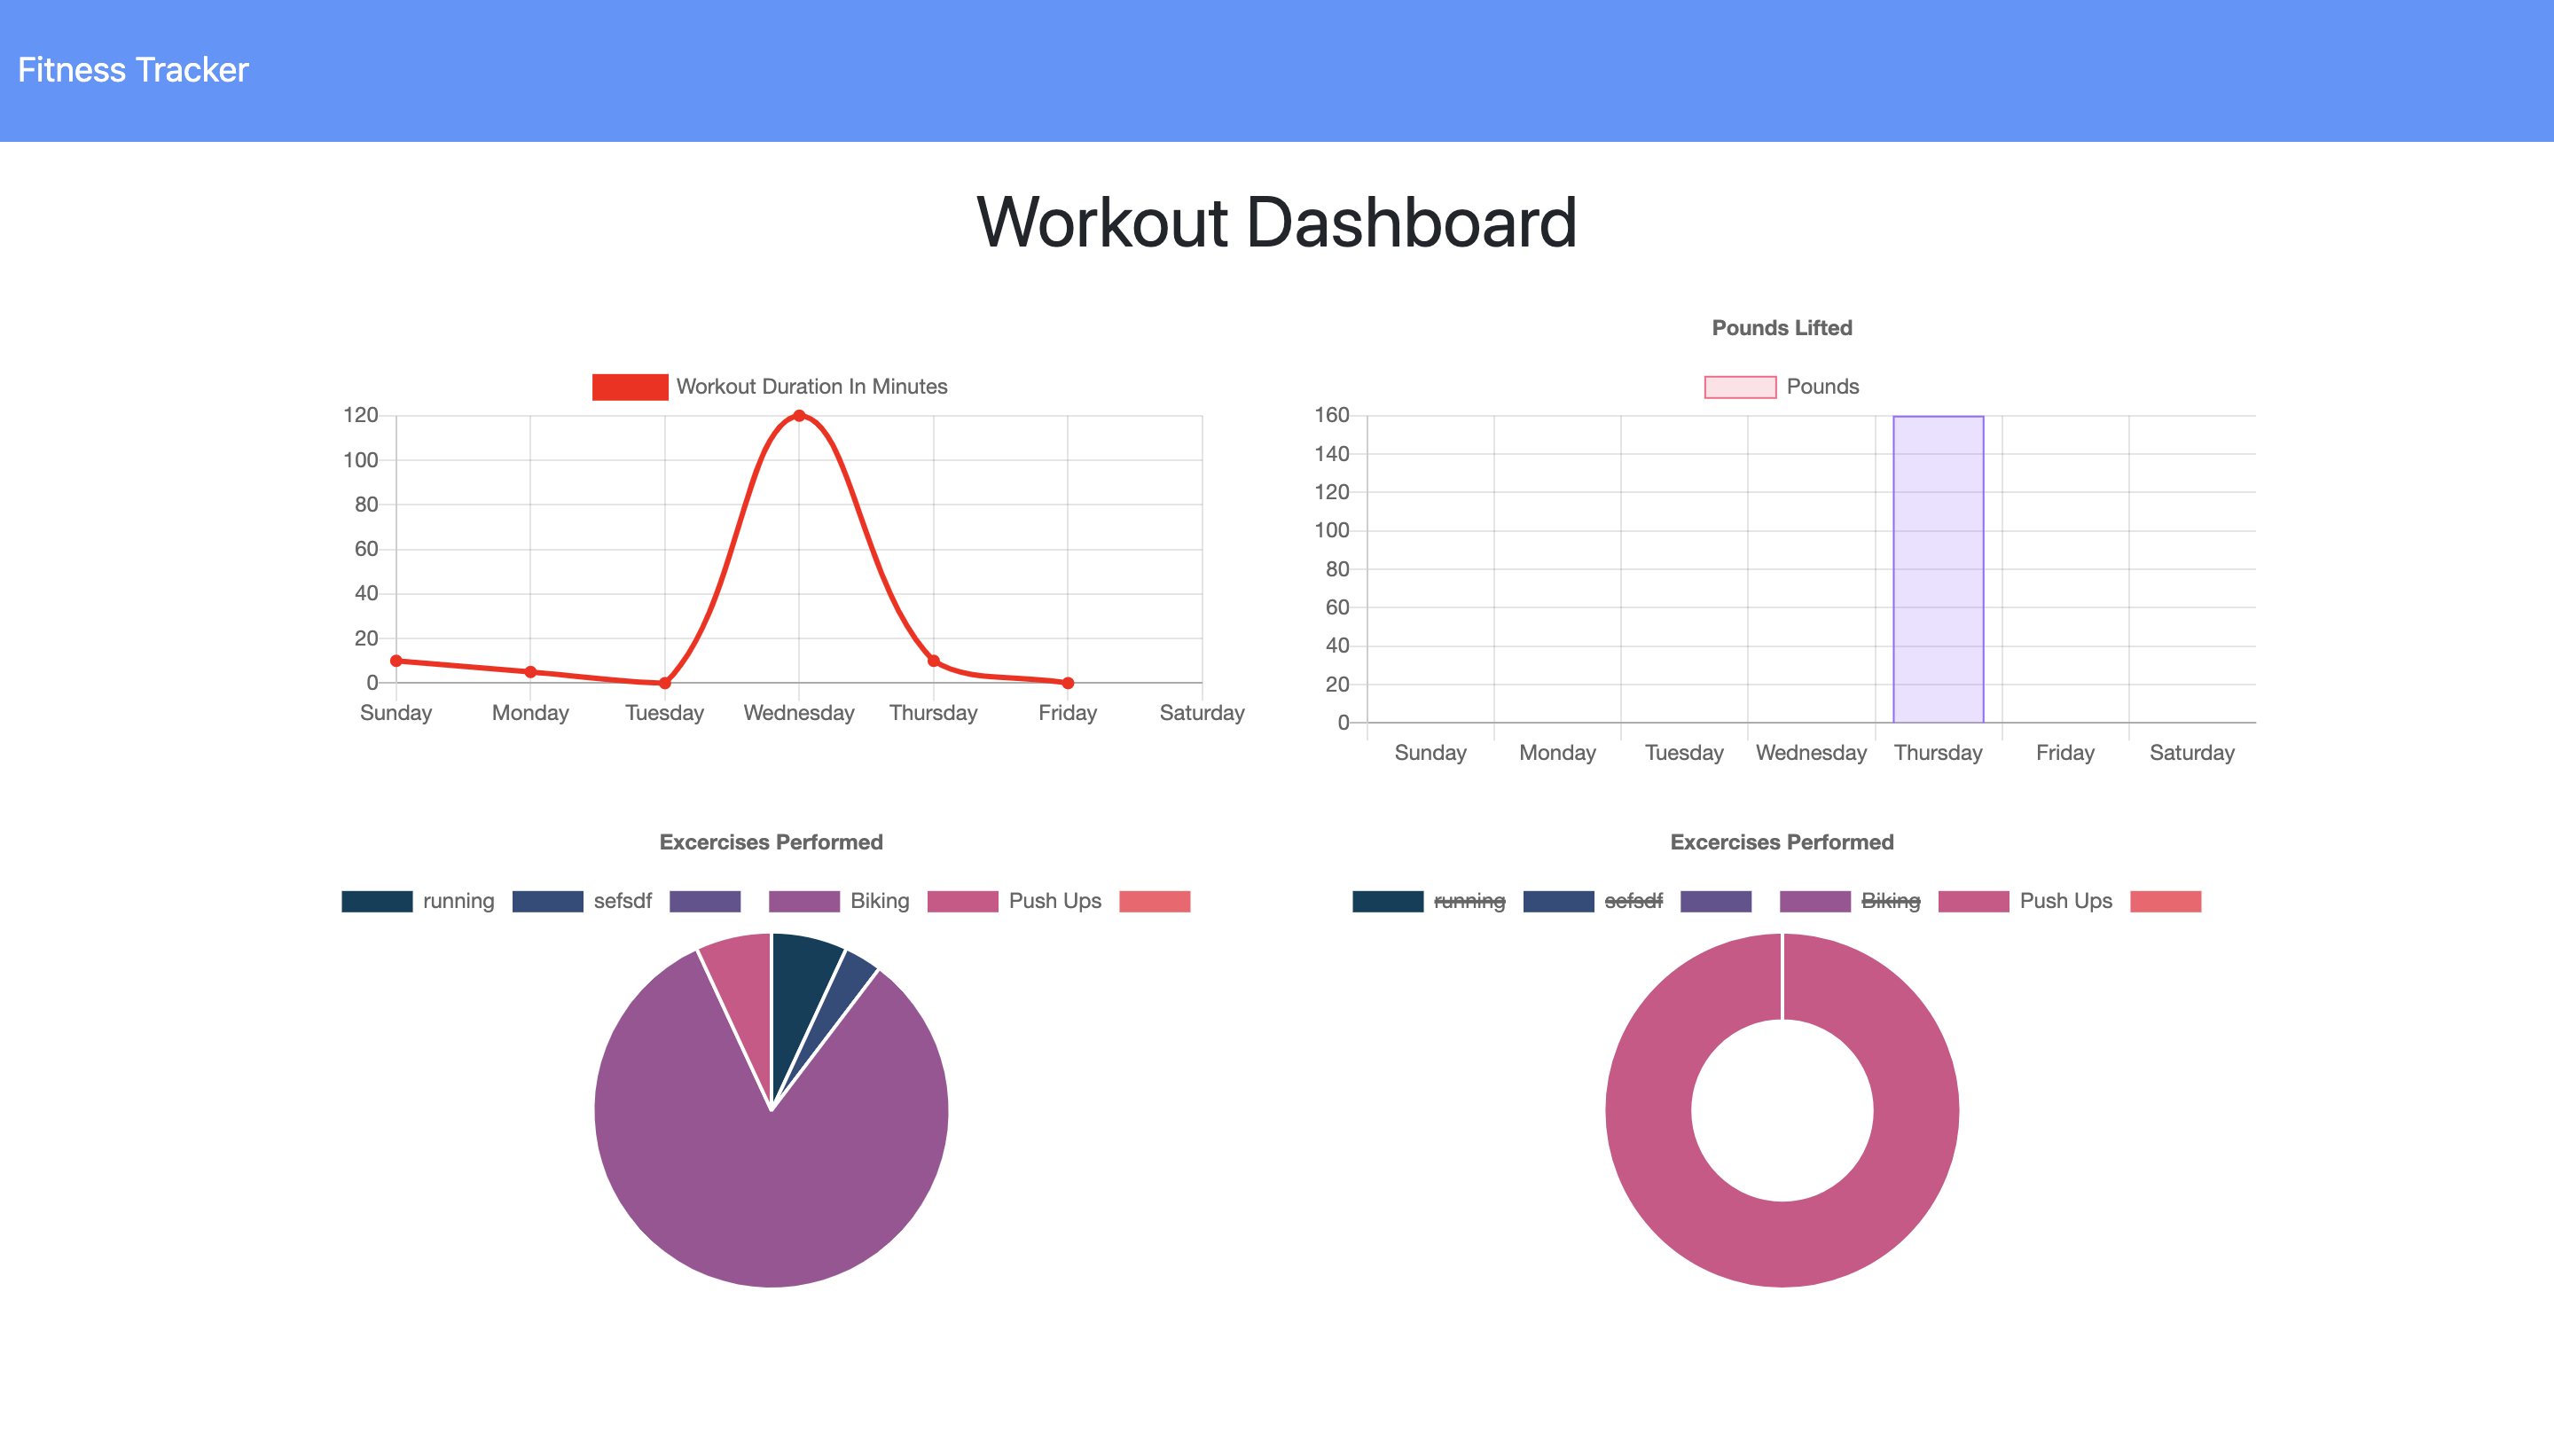 Fitness Tracker
Workout Dashboard
Workout Duration In Minutes
120
100
80
60
40
20
0
Sunday Monday Tuesday Wednesday Thursday Friday Saturday
Pounds Lifted
Pounds
160
140
120
100
80
60
40
20
0
Sunday Monday Tuesday Wednesday Thursday Friday Saturday
Excercises Performed
running sefsdf Biking Push Ups
Excercises Performed
running sefsdf Biking Push Ups